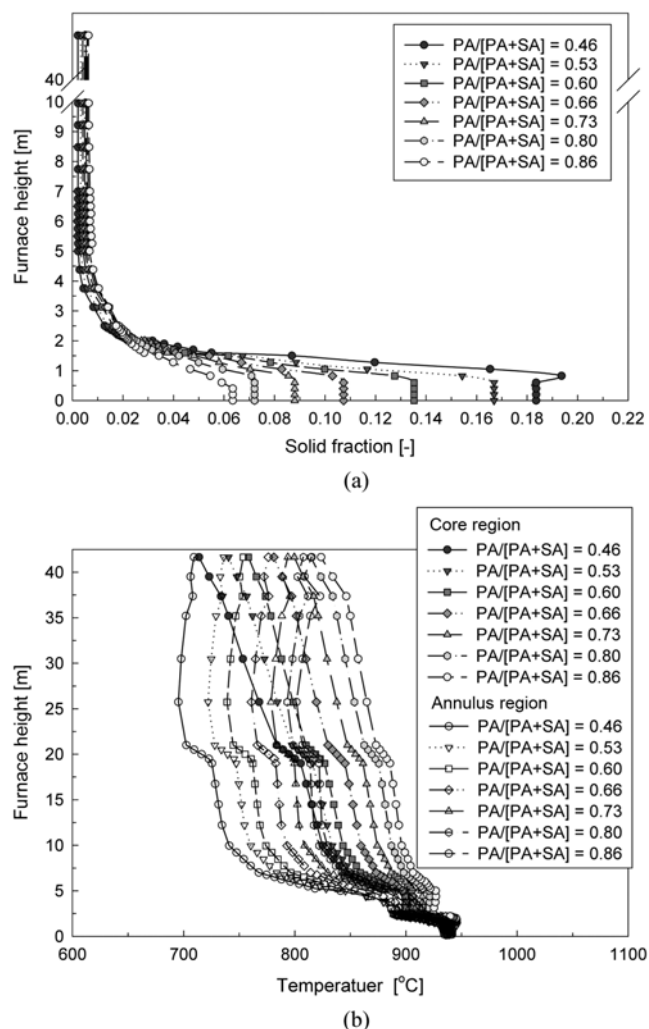 PA/[PA+SA] = 0.46
PA/[PA+SA] = 0.53
PA/[PA+SA] = 0.60
PA/[PA+SA] = 0.66
PA/[PA+SA] = 0.73
PA/[PA+SA] = 0.80
PA/[PA+SA] = 0.86
40
10
9
8
7
6
5
4
3
2
1
0
Furnace height [m]
0.00 0.02 0.04 0.06 0.08 0.10 0.12 0.14 0.16 0.18 0.20 0.22
Solid fraction [-]
(a)
Core region
PA/[PA+SA] = 0.46
PA/[PA+SA] = 0.53
PA/[PA+SA] = 0.60
PA/[PA+SA] = 0.66
PA/[PA+SA] = 0.73
PA/[PA+SA] = 0.80
PA/[PA+SA] = 0.86
Annulus region
PA/[PA+SA] = 0.46
PA/[PA+SA] = 0.53
PA/[PA+SA] = 0.60
PA/[PA+SA] = 0.66
PA/[PA+SA] = 0.73
PA/[PA+SA] = 0.80
PA/[PA+SA] = 0.86
40
35
30
25
20
15
10
5
0
Furnace height [m]
600 700 800 900 1000 1100
Temperatuer [°C]
(b)